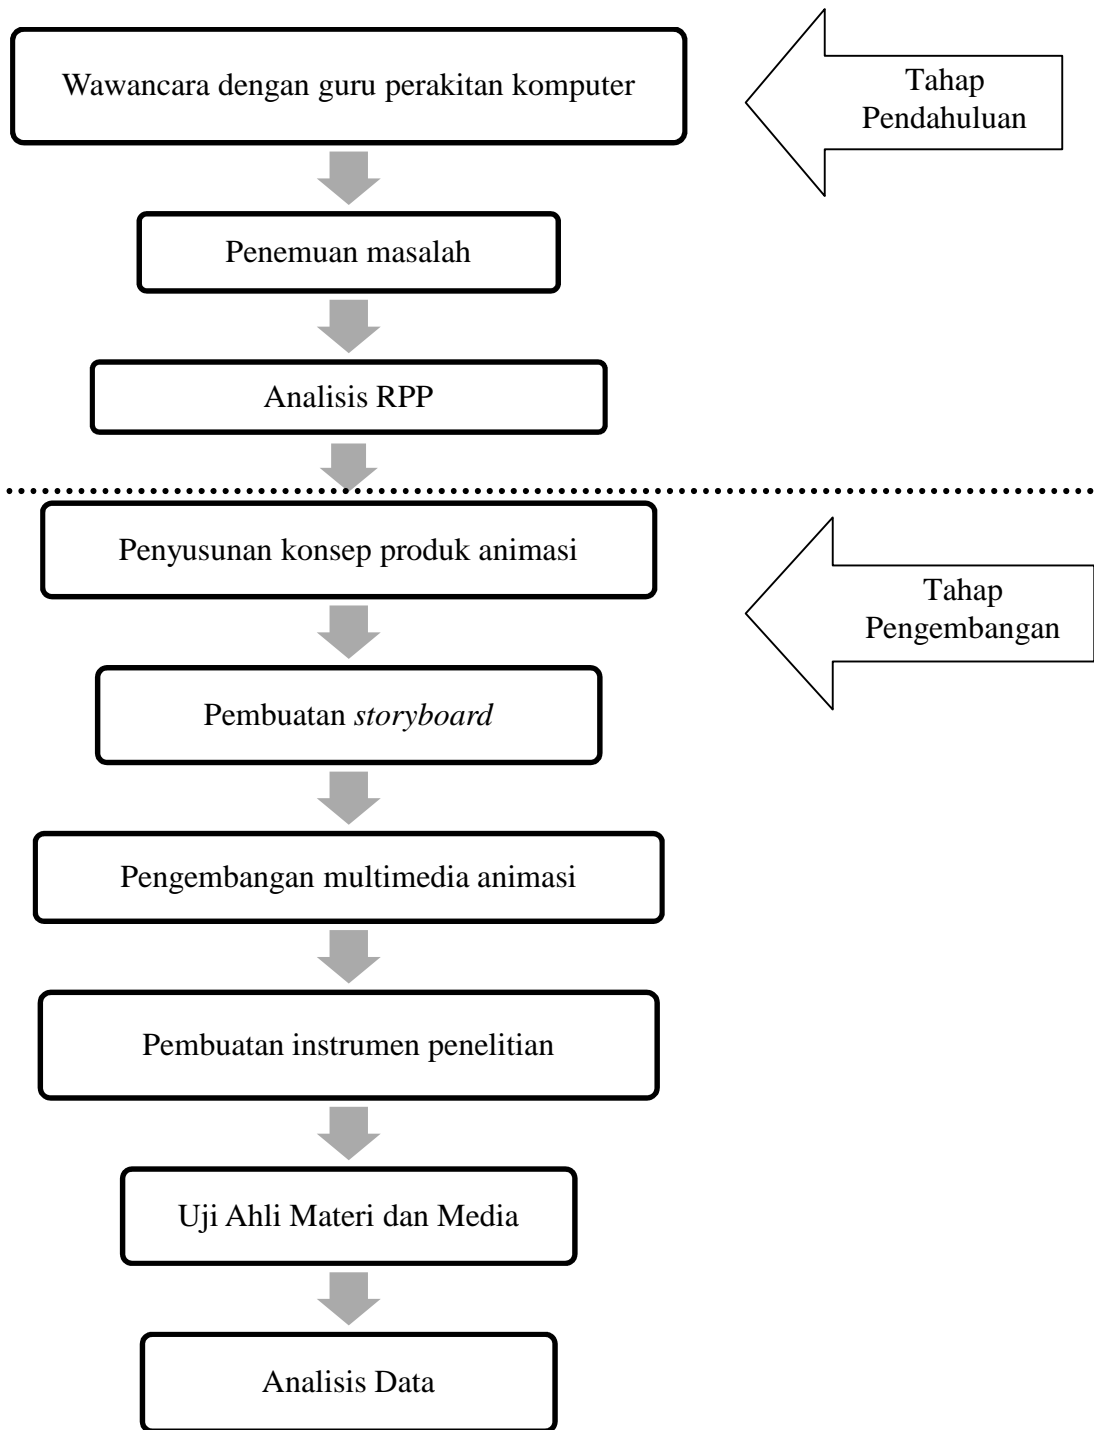 Wawancara dengan guru perakitan komputer
Tahap
Pendahuluan
Penemuan masalah
Analisis RPP
Penyusunan konsep produk animasi
Tahap
Pengembangan
Pembuatan storyboard
Pengembangan multimedia animasi
Pembuatan instrumen penelitian
Uji Ahli Materi dan Media
Analisis Data